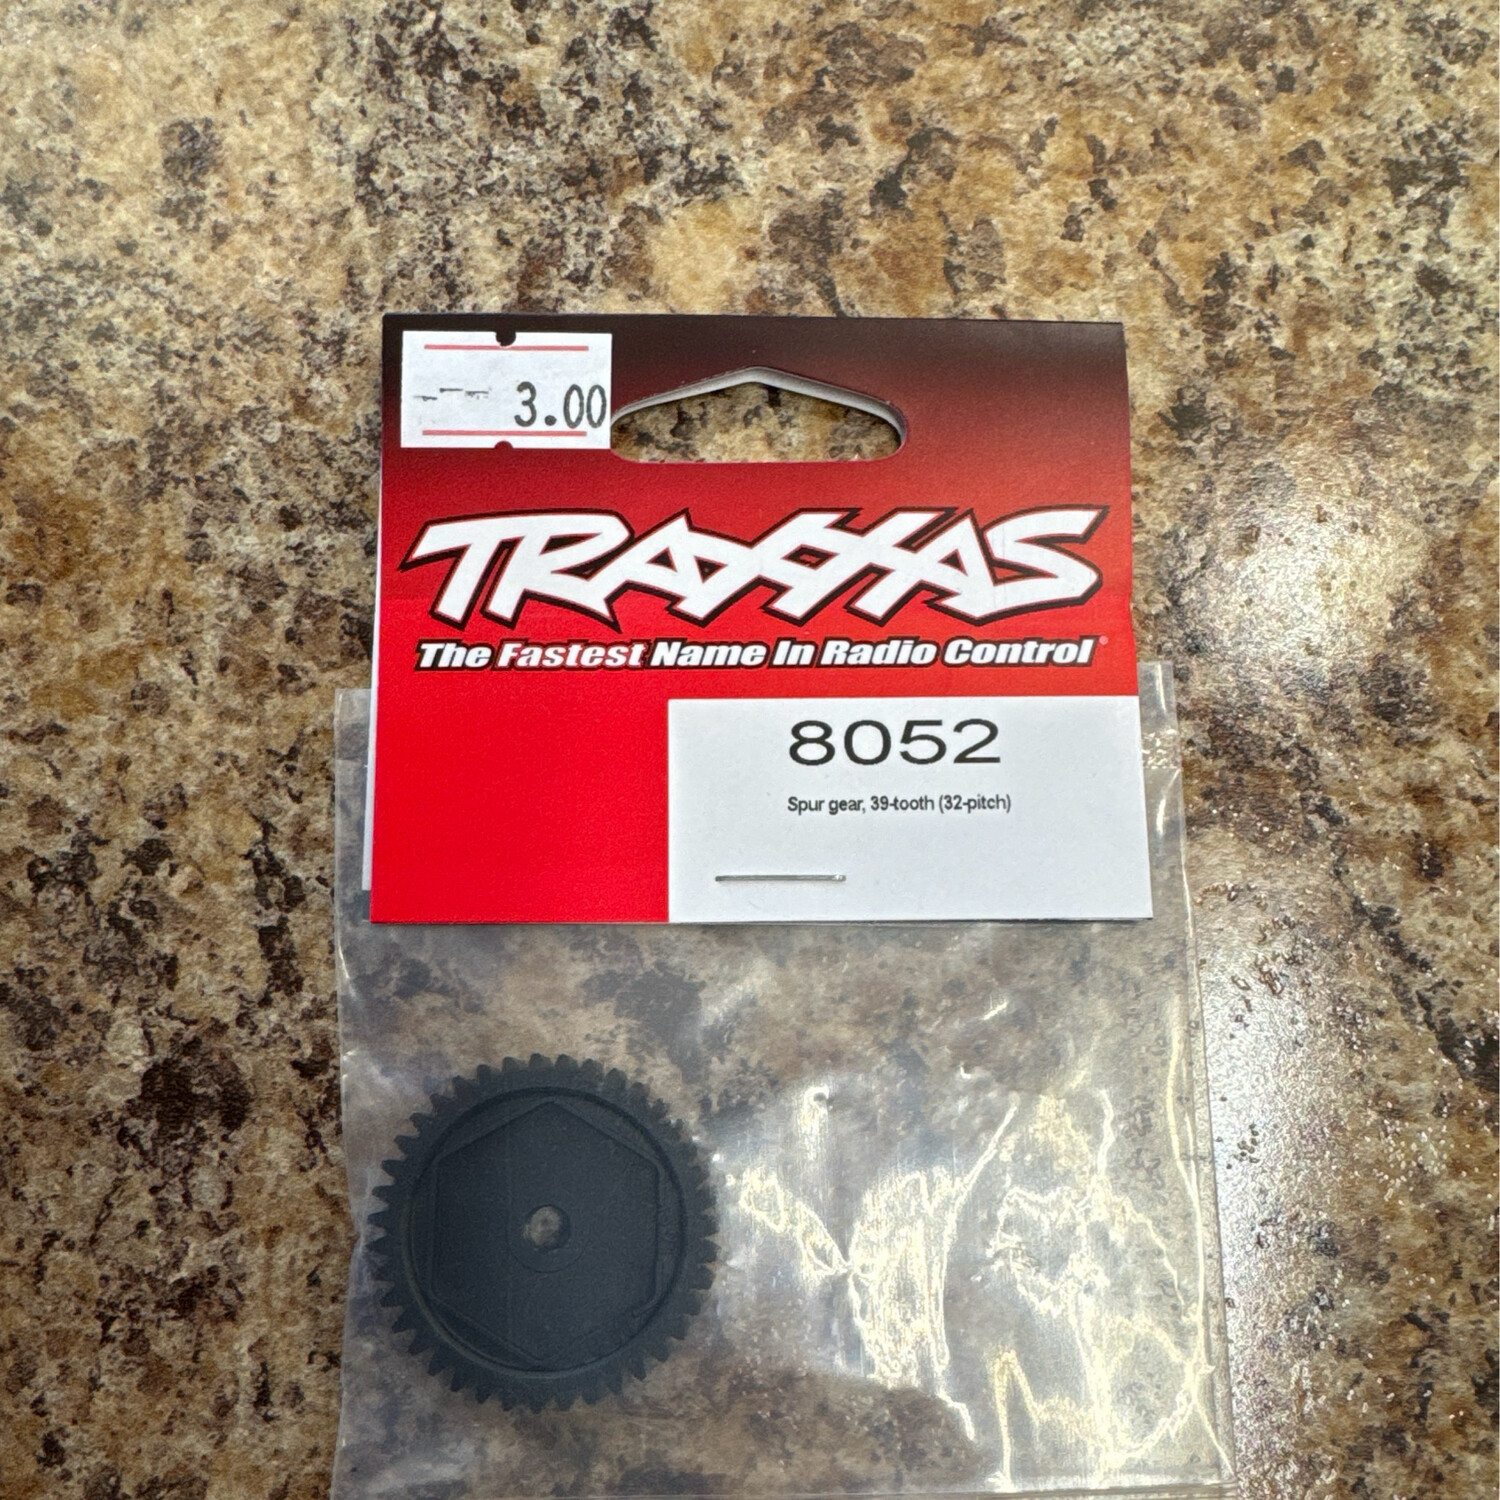 3.00
TRAXXAS
The Fastest Name In Radio Control
8052
Spur gear, 39-tooth (32-pitch)